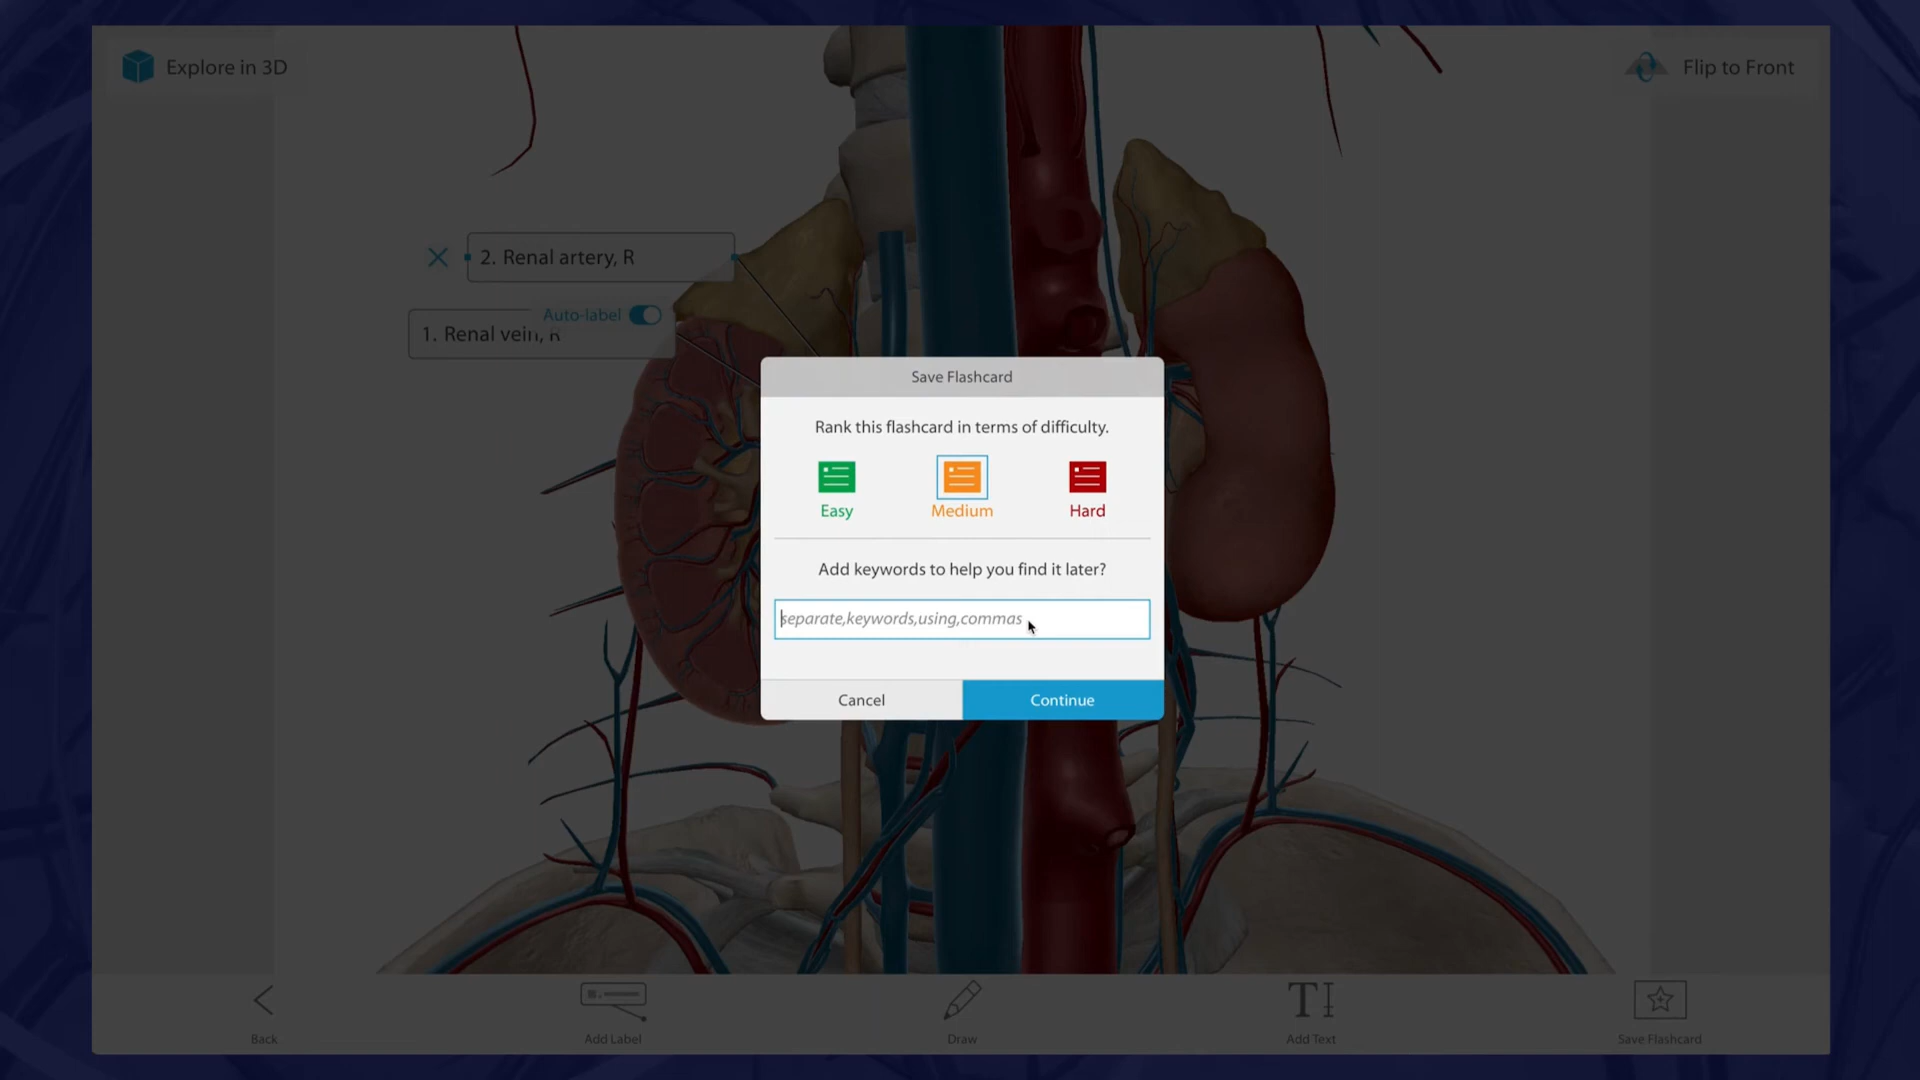 Explore in 3D
Flip to Front
2. Renal artery, R
Auto-label
1. Renal vein, R
Save Flashcard
Rank this flashcard in terms of difficulty.
Easy
Medium
Hard
Add keywords to help you find it later?
separate,keywords,using,commas
Cancel
Continue
Back
Add Label
Draw
Add Text
Save Flashcard